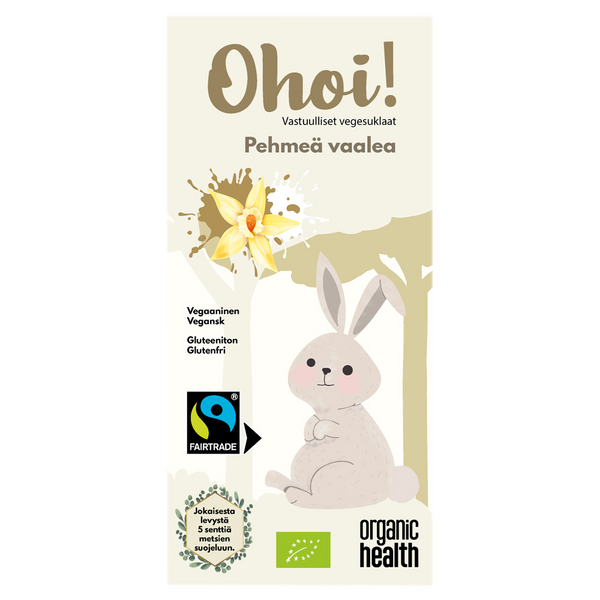 Ohoi!
Vastuulliset vegesuklaat
Pehmeä vaalea
Vegaaninen
Vegansk
Gluteeniton
Glutenfri
®
FAIRTRADE
Jokaisesta
levystä
5 senttiä
metsien
suojeluun.
organic
health